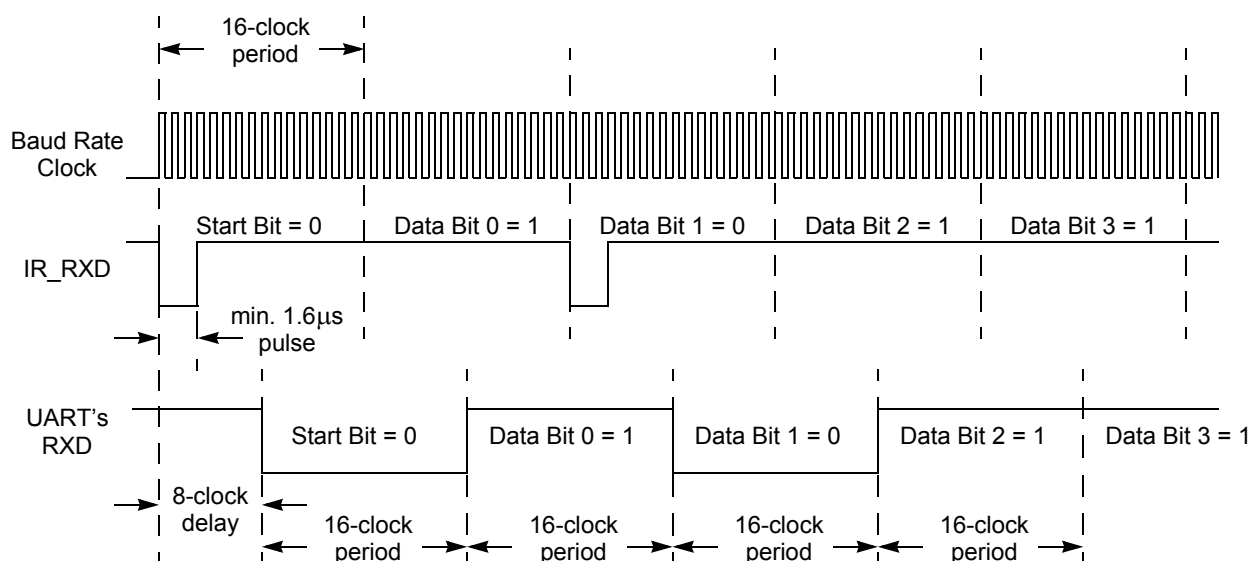 16-clock
period
Baud Rate
Clock
Start Bit = 0
Data Bit 0 = 1
Data Bit 1 = 0
Data Bit 2 = 1
Data Bit 3 = 1
IR_RXD
min. 1.6μs
pulse
UART's
RXD
Start Bit = 0
Data Bit 0 = 1
Data Bit 1 = 0
Data Bit 2 = 1
Data Bit 3 = 1
8-clock
delay
16-clock
period
16-clock
period
16-clock
period
16-clock
period